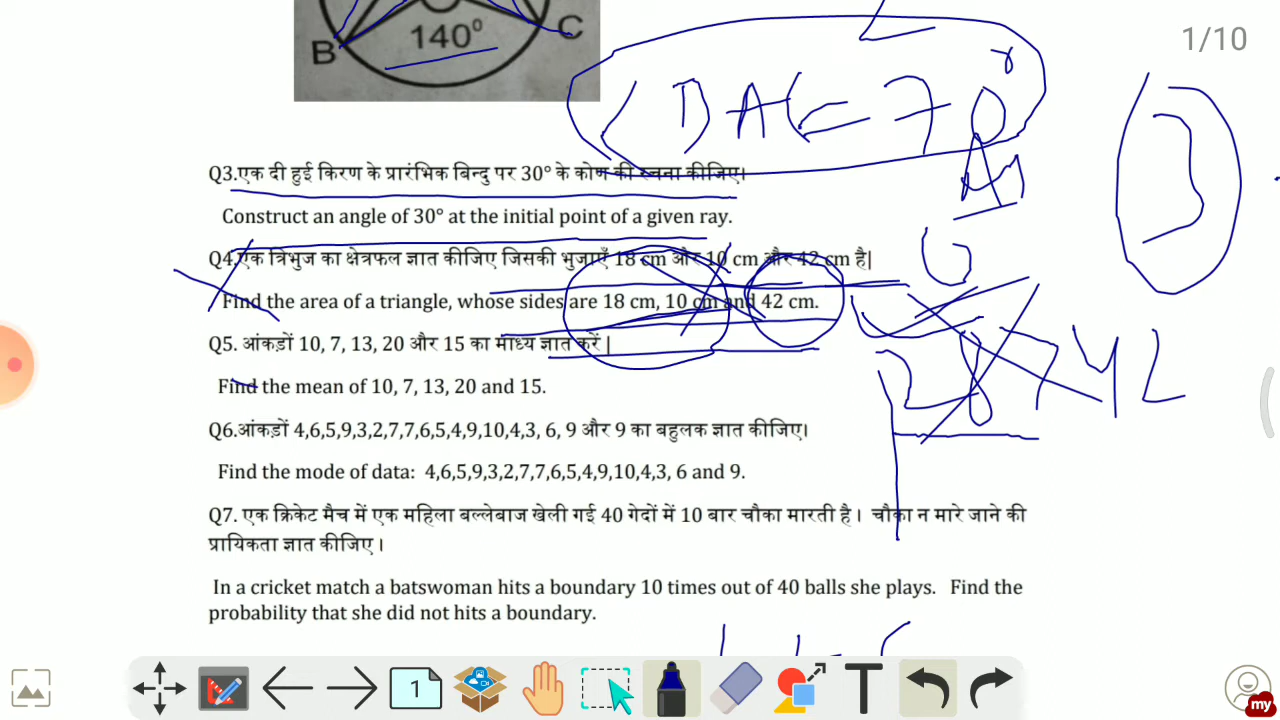 1/10
B 140⁰ C
∠BAC = 70⁰
Q3.एक दी हुई किरण के प्रारंभिक बिन्दु पर 30° के कोण की रचना कीजिए।
Construct an angle of 30° at the initial point of a given ray.
Q4.एक त्रिभुज का क्षेत्रफल ज्ञात कीजिए जिसकी भुजाएँ 18 cm और 10 cm और 42 cm है|
Find the area of a triangle, whose sides are 18 cm, 10 cm and 42 cm.
28 > 42
Q5. आंकड़ों 10, 7, 13, 20 और 15 का माध्य ज्ञात करें |
Find the mean of 10, 7, 13, 20 and 15.
Q6.आंकड़ों 4,6,5,9,3,2,7,7,6,5,4,9,10,4,3, 6, 9 और 9 का बहुलक ज्ञात कीजिए।
Find the mode of data: 4,6,5,9,3,2,7,7,6,5,4,9,10,4,3, 6 and 9.
Q7. एक क्रिकेट मैच में एक महिला बल्लेबाज खेली गई 40 गेदों में 10 बार चौका मारती है। चौका न मारे जाने की
प्रायिकता ज्ञात कीजिए।
In a cricket match a batswoman hits a boundary 10 times out of 40 balls she plays. Find the
probability that she did not hits a boundary.
1
T
my